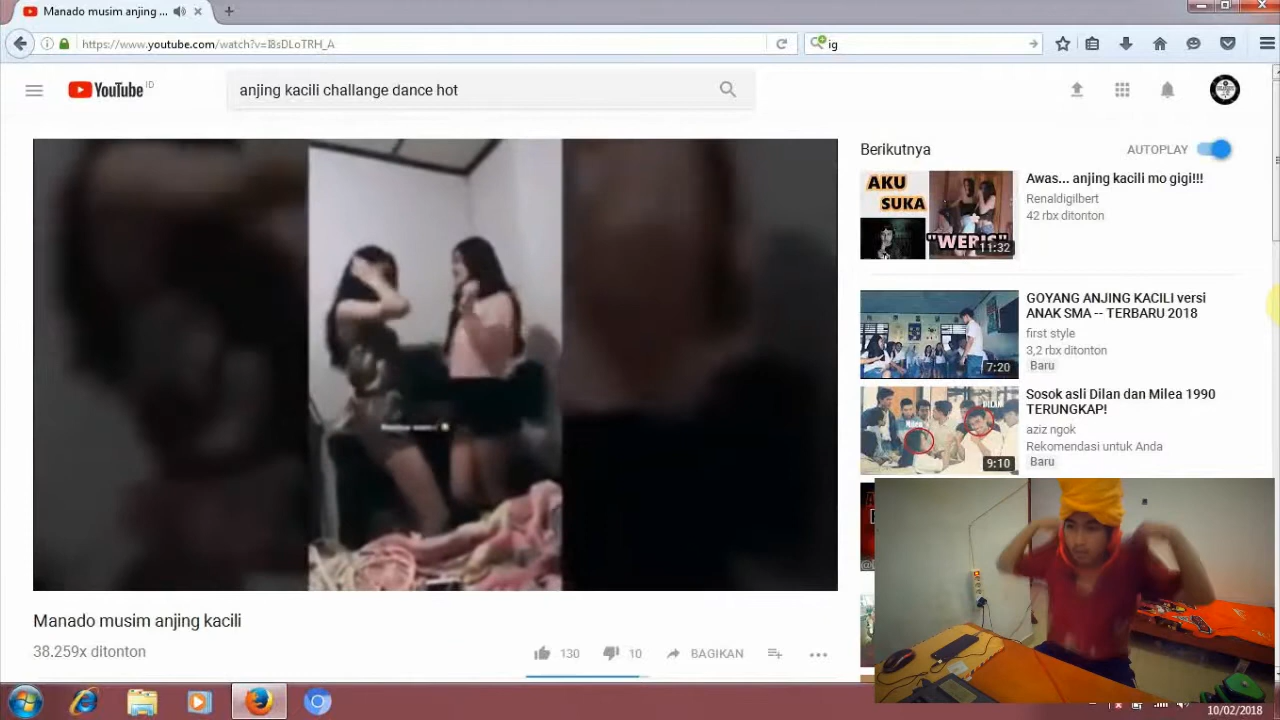 Manado musim anjing ...
https://www.youtube.com/watch?v=I8sDLoTRH_A
ig
YouTube ID
anjing kacili challange dance hot
Berikutnya
AUTOPLAY
AKU
SUKA
"WERIS"
11:32
Awas... anjing kacili mo gigi!!!
Renaldigilbert
42 rbx ditonton
7:20
GOYANG ANJING KACILI versi
ANAK SMA -- TERBARU 2018
first style
3,2 rbx ditonton
Baru
DILAN
9:10
Sosok asli Dilan dan Milea 1990
TERUNGKAP!
aziz ngok
Rekomendasi untuk Anda
Baru
Manado musim anjing kacili
38.259x ditonton
130
10
BAGIKAN
10/02/2018